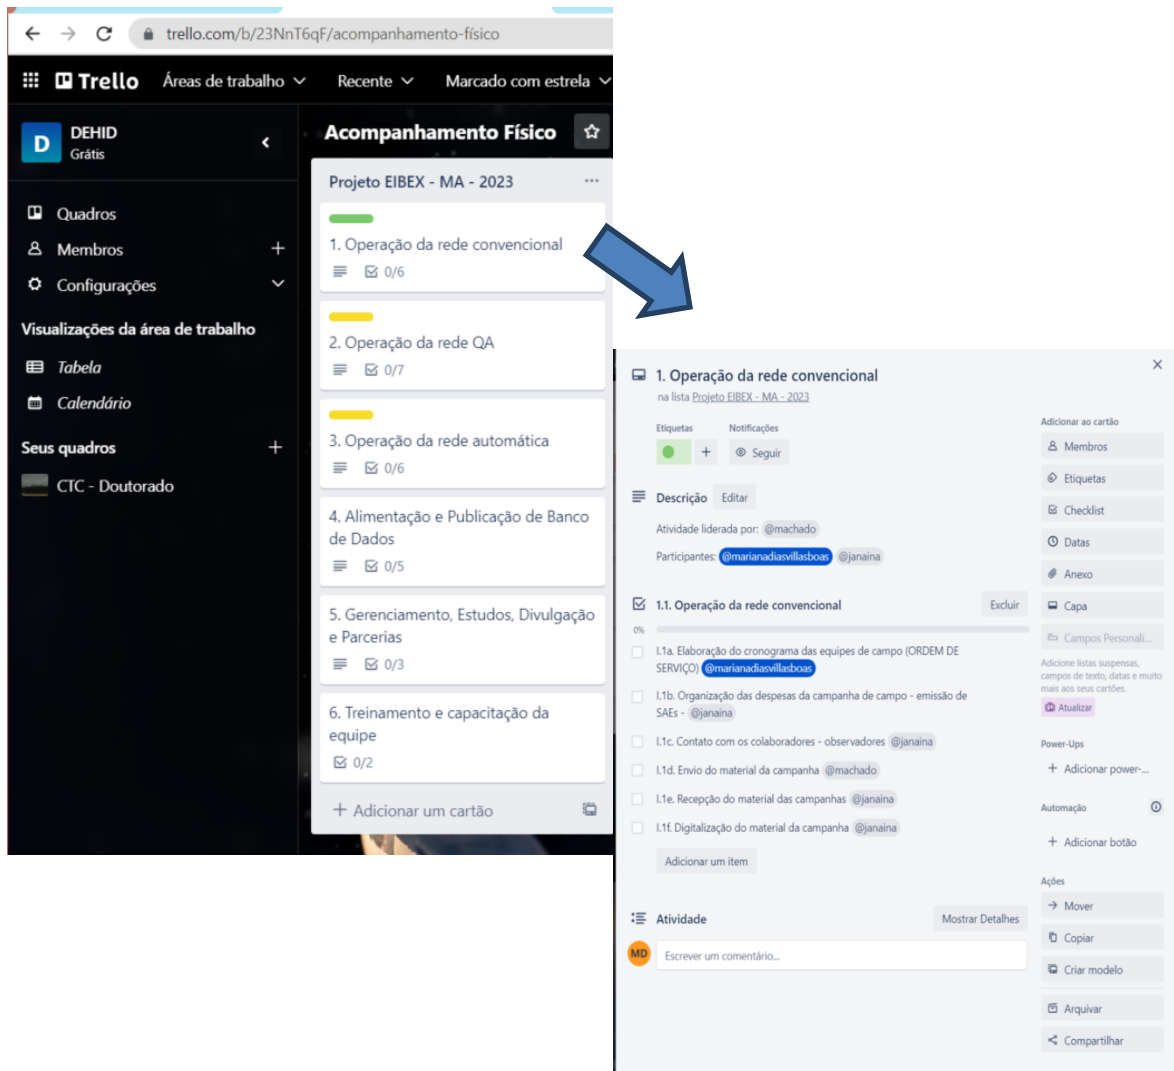 trello.com/b/23NnT6qF/acompanhamento-físico
Trello Áreas de trabalho Recente Marcado com estrela
D DEHID
Grátis
Quadros
Membros
Configurações
Visualizações da área de trabalho
Tabela
Calendário
Seus quadros
CTC - Doutorado
Acompanhamento Físico
Projeto EIBEX - MA - 2023
1. Operação da rede convencional
0/6
2. Operação da rede QA
0/7
3. Operação da rede automática
0/6
4. Alimentação e Publicação de Banco
de Dados
0/5
5. Gerenciamento, Estudos, Divulgação
e Parcerias
0/3
6. Treinamento e capacitação da
equipe
0/2
+ Adicionar um cartão
1. Operação da rede convencional
na lista Projeto EIBEX - MA - 2023
Etiquetas Notificações
+ Seguir
Descrição Editar
Atividade liderada por: @machado
Participantes: @marianadiasvillasboas @janaina
1.1. Operação da rede convencional Excluir
0%
I.1a. Elaboração do cronograma das equipes de campo (ORDEM DE
SERVIÇO) @marianadiasvillasboas
I.1b. Organização das despesas da campanha de campo - emissão de
SAEs - @janaina
I.1c. Contato com os colaboradores - observadores @janaina
I.1d. Envio do material da campanha @machado
I.1e. Recepção do material das campanhas @janaina
I.1f. Digitalização do material da campanha @janaina
Adicionar um item
Atividade Mostrar Detalhes
MD Escrever um comentário...
Adicionar ao cartão
Membros
Etiquetas
Checklist
Datas
Anexo
Capa
Campos Personali...
Adicione listas suspensas,
campos de texto, datas e muito
mais aos seus cartões.
Atualizar
Power-Ups
+ Adicionar power-...
Automação
+ Adicionar botão
Ações
Mover
Copiar
Criar modelo
Arquivar
Compartilhar